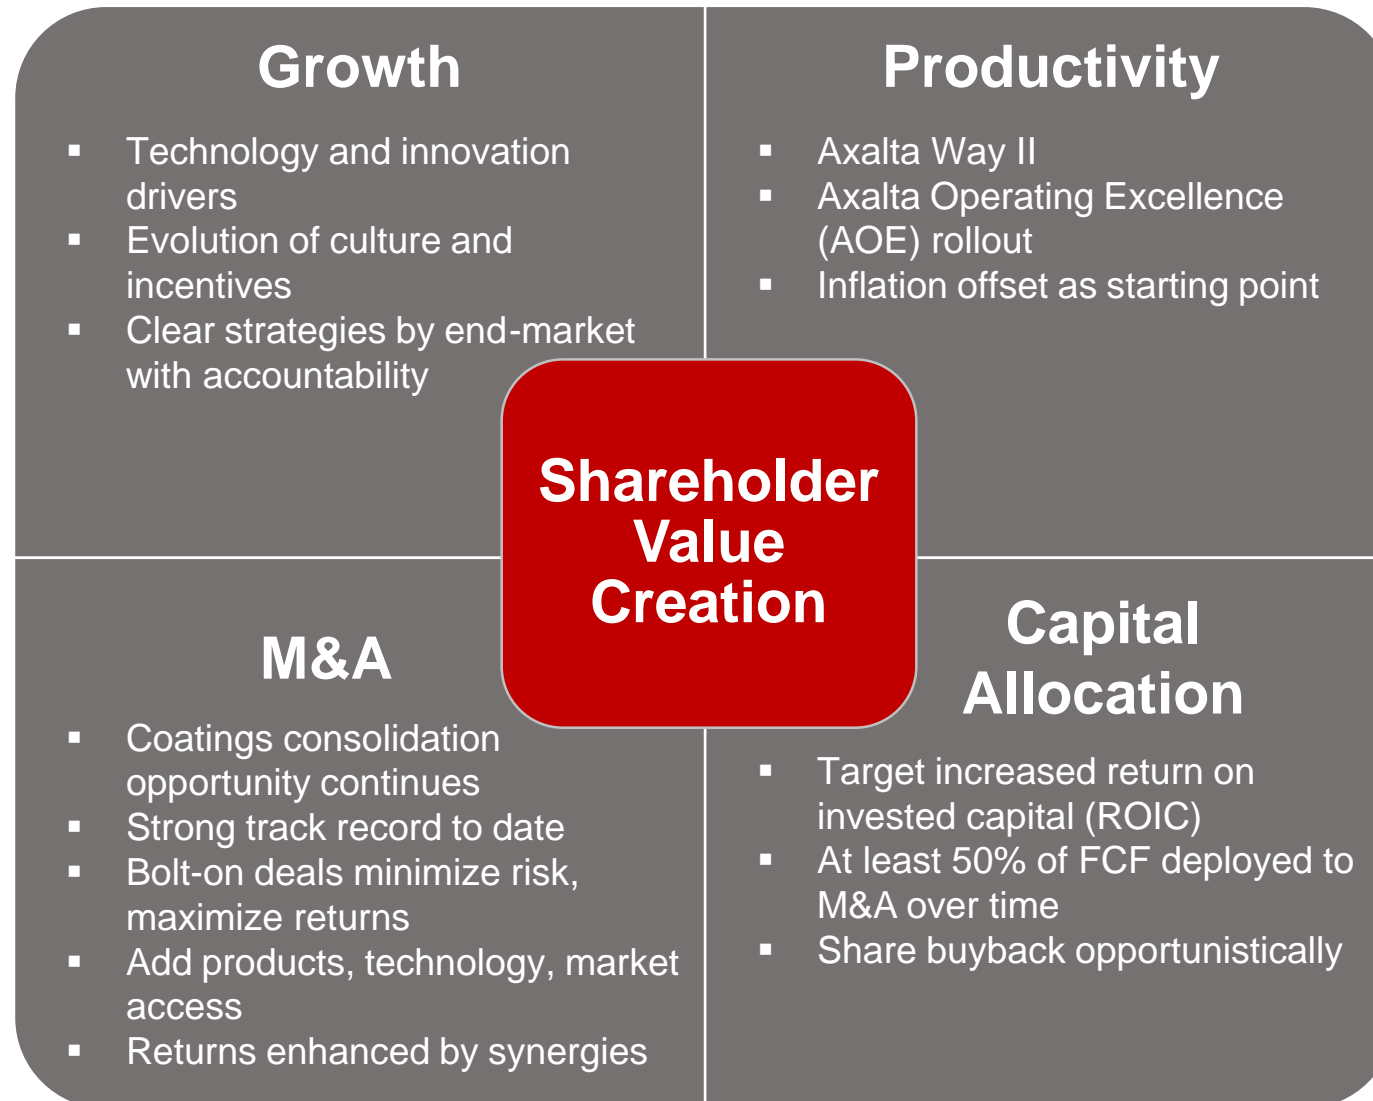 Growth
▪ Technology and innovation
drivers
▪ Evolution of culture and
incentives
▪ Clear strategies by end-market
with accountability
Productivity
▪ Axalta Way II
▪ Axalta Operating Excellence
(AOE) rollout
▪ Inflation offset as starting point
Shareholder
Value
Creation
M&A
▪ Coatings consolidation
opportunity continues
▪ Strong track record to date
▪ Bolt-on deals minimize risk,
maximize returns
▪ Add products, technology, market
access
▪ Returns enhanced by synergies
Capital
Allocation
▪ Target increased return on
invested capital (ROIC)
▪ At least 50% of FCF deployed to
M&A over time
▪ Share buyback opportunistically